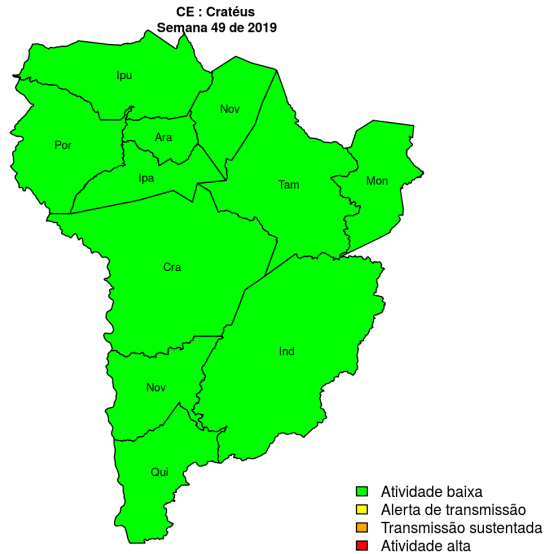 CE : Cratéus
Semana 49 de 2019
Ipu
Nov
Por
Ara
Ipa
Tam
Mon
Cra
Ind
Nov
Qui
Atividade baixa
Alerta de transmissão
Transmissão sustentada
Atividade alta